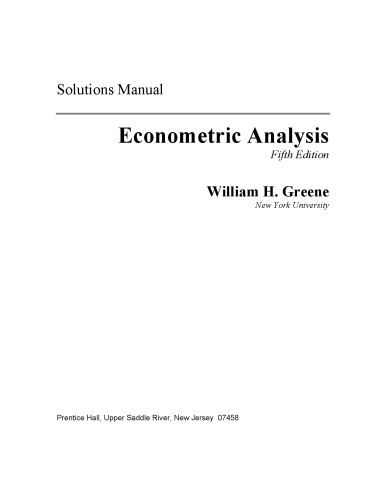 Solutions Manual
Econometric Analysis
Fifth Edition
William H. Greene
New York University
Prentice Hall, Upper Saddle River, New Jersey 07458